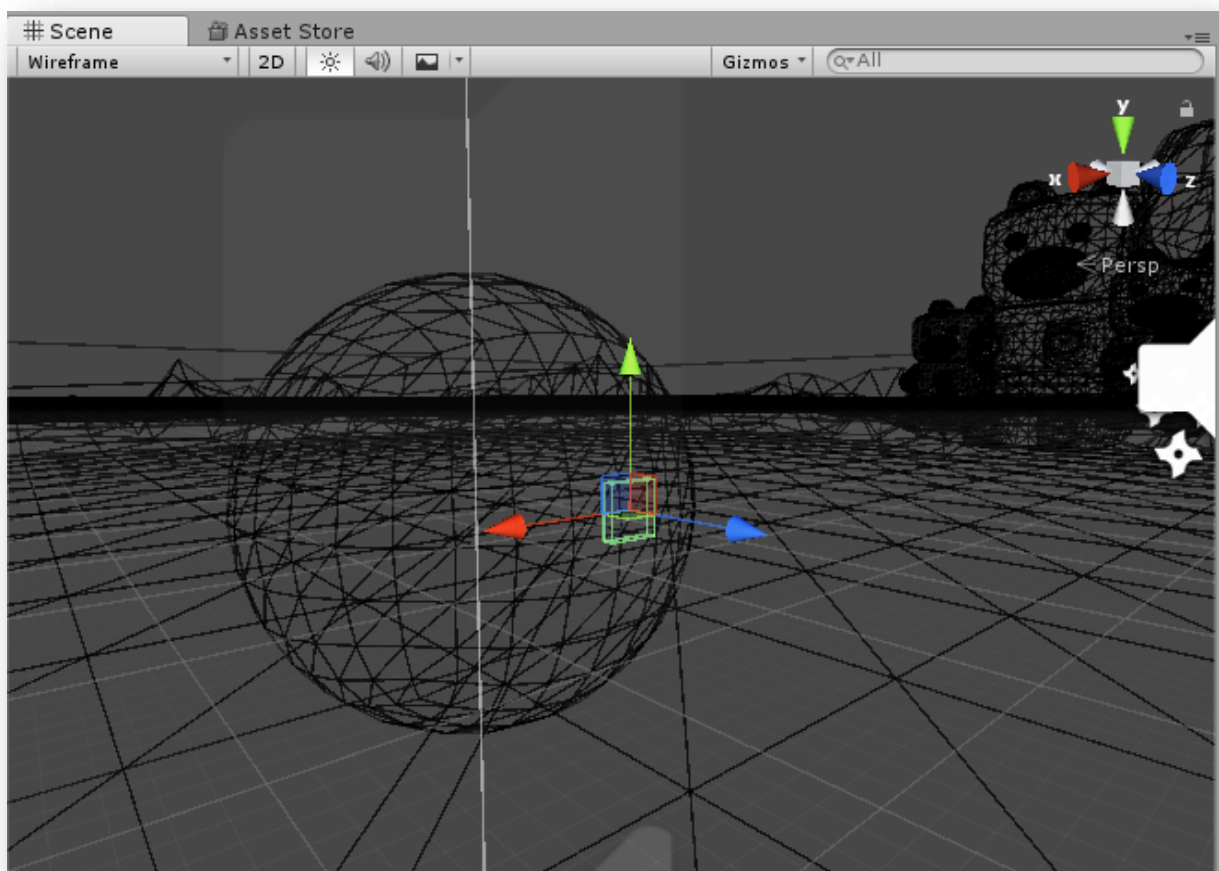 Scene
Asset Store
Wireframe
2D
Gizmos
All
y
x
z
Persp